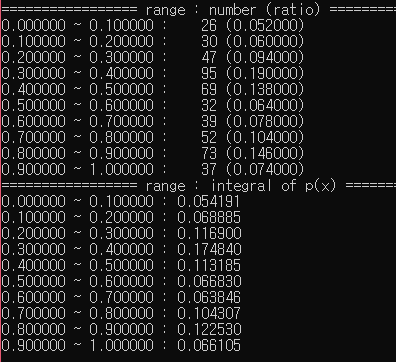 ================= range : number (ratio) ========
0.000000 ~ 0.100000 :    26 (0.052000)
0.100000 ~ 0.200000 :    30 (0.060000)
0.200000 ~ 0.300000 :    47 (0.094000)
0.300000 ~ 0.400000 :    95 (0.190000)
0.400000 ~ 0.500000 :    69 (0.138000)
0.500000 ~ 0.600000 :    32 (0.064000)
0.600000 ~ 0.700000 :    39 (0.078000)
0.700000 ~ 0.800000 :    52 (0.104000)
0.800000 ~ 0.900000 :    73 (0.146000)
0.900000 ~ 1.000000 :    37 (0.074000)
================= range : integral of p(x) ======
0.000000 ~ 0.100000 : 0.054191
0.100000 ~ 0.200000 : 0.068885
0.200000 ~ 0.300000 : 0.116900
0.300000 ~ 0.400000 : 0.174840
0.400000 ~ 0.500000 : 0.113185
0.500000 ~ 0.600000 : 0.066830
0.600000 ~ 0.700000 : 0.063846
0.700000 ~ 0.800000 : 0.104307
0.800000 ~ 0.900000 : 0.122530
0.900000 ~ 1.000000 : 0.066105